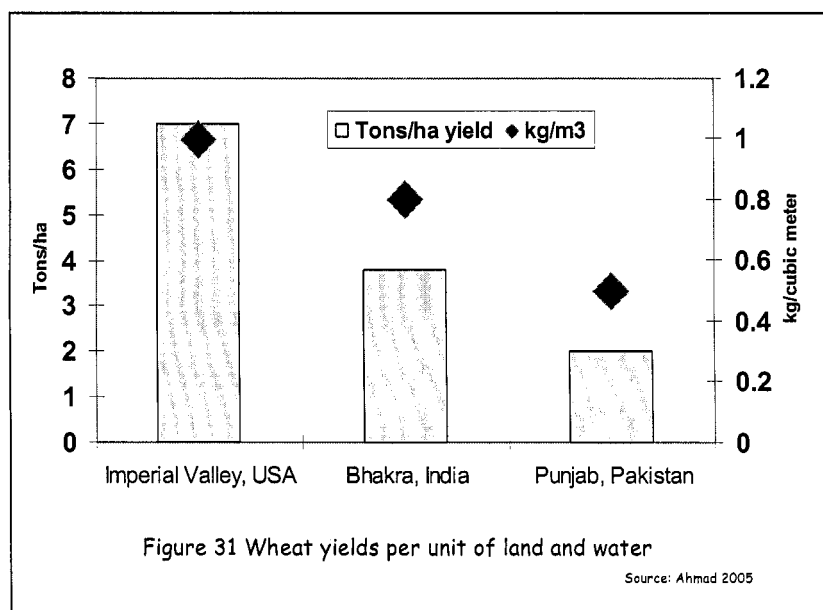 8
7
6
5
4
3
2
1
0
Tons/ha
Tons/ha yield kg/m3
1.2
1
0.8
0.6
0.4
0.2
0
kg/cubic meter
Imperial Valley, USA Bhakra, India Punjab, Pakistan
Figure 31 Wheat yields per unit of land and water
Source: Ahmad 2005